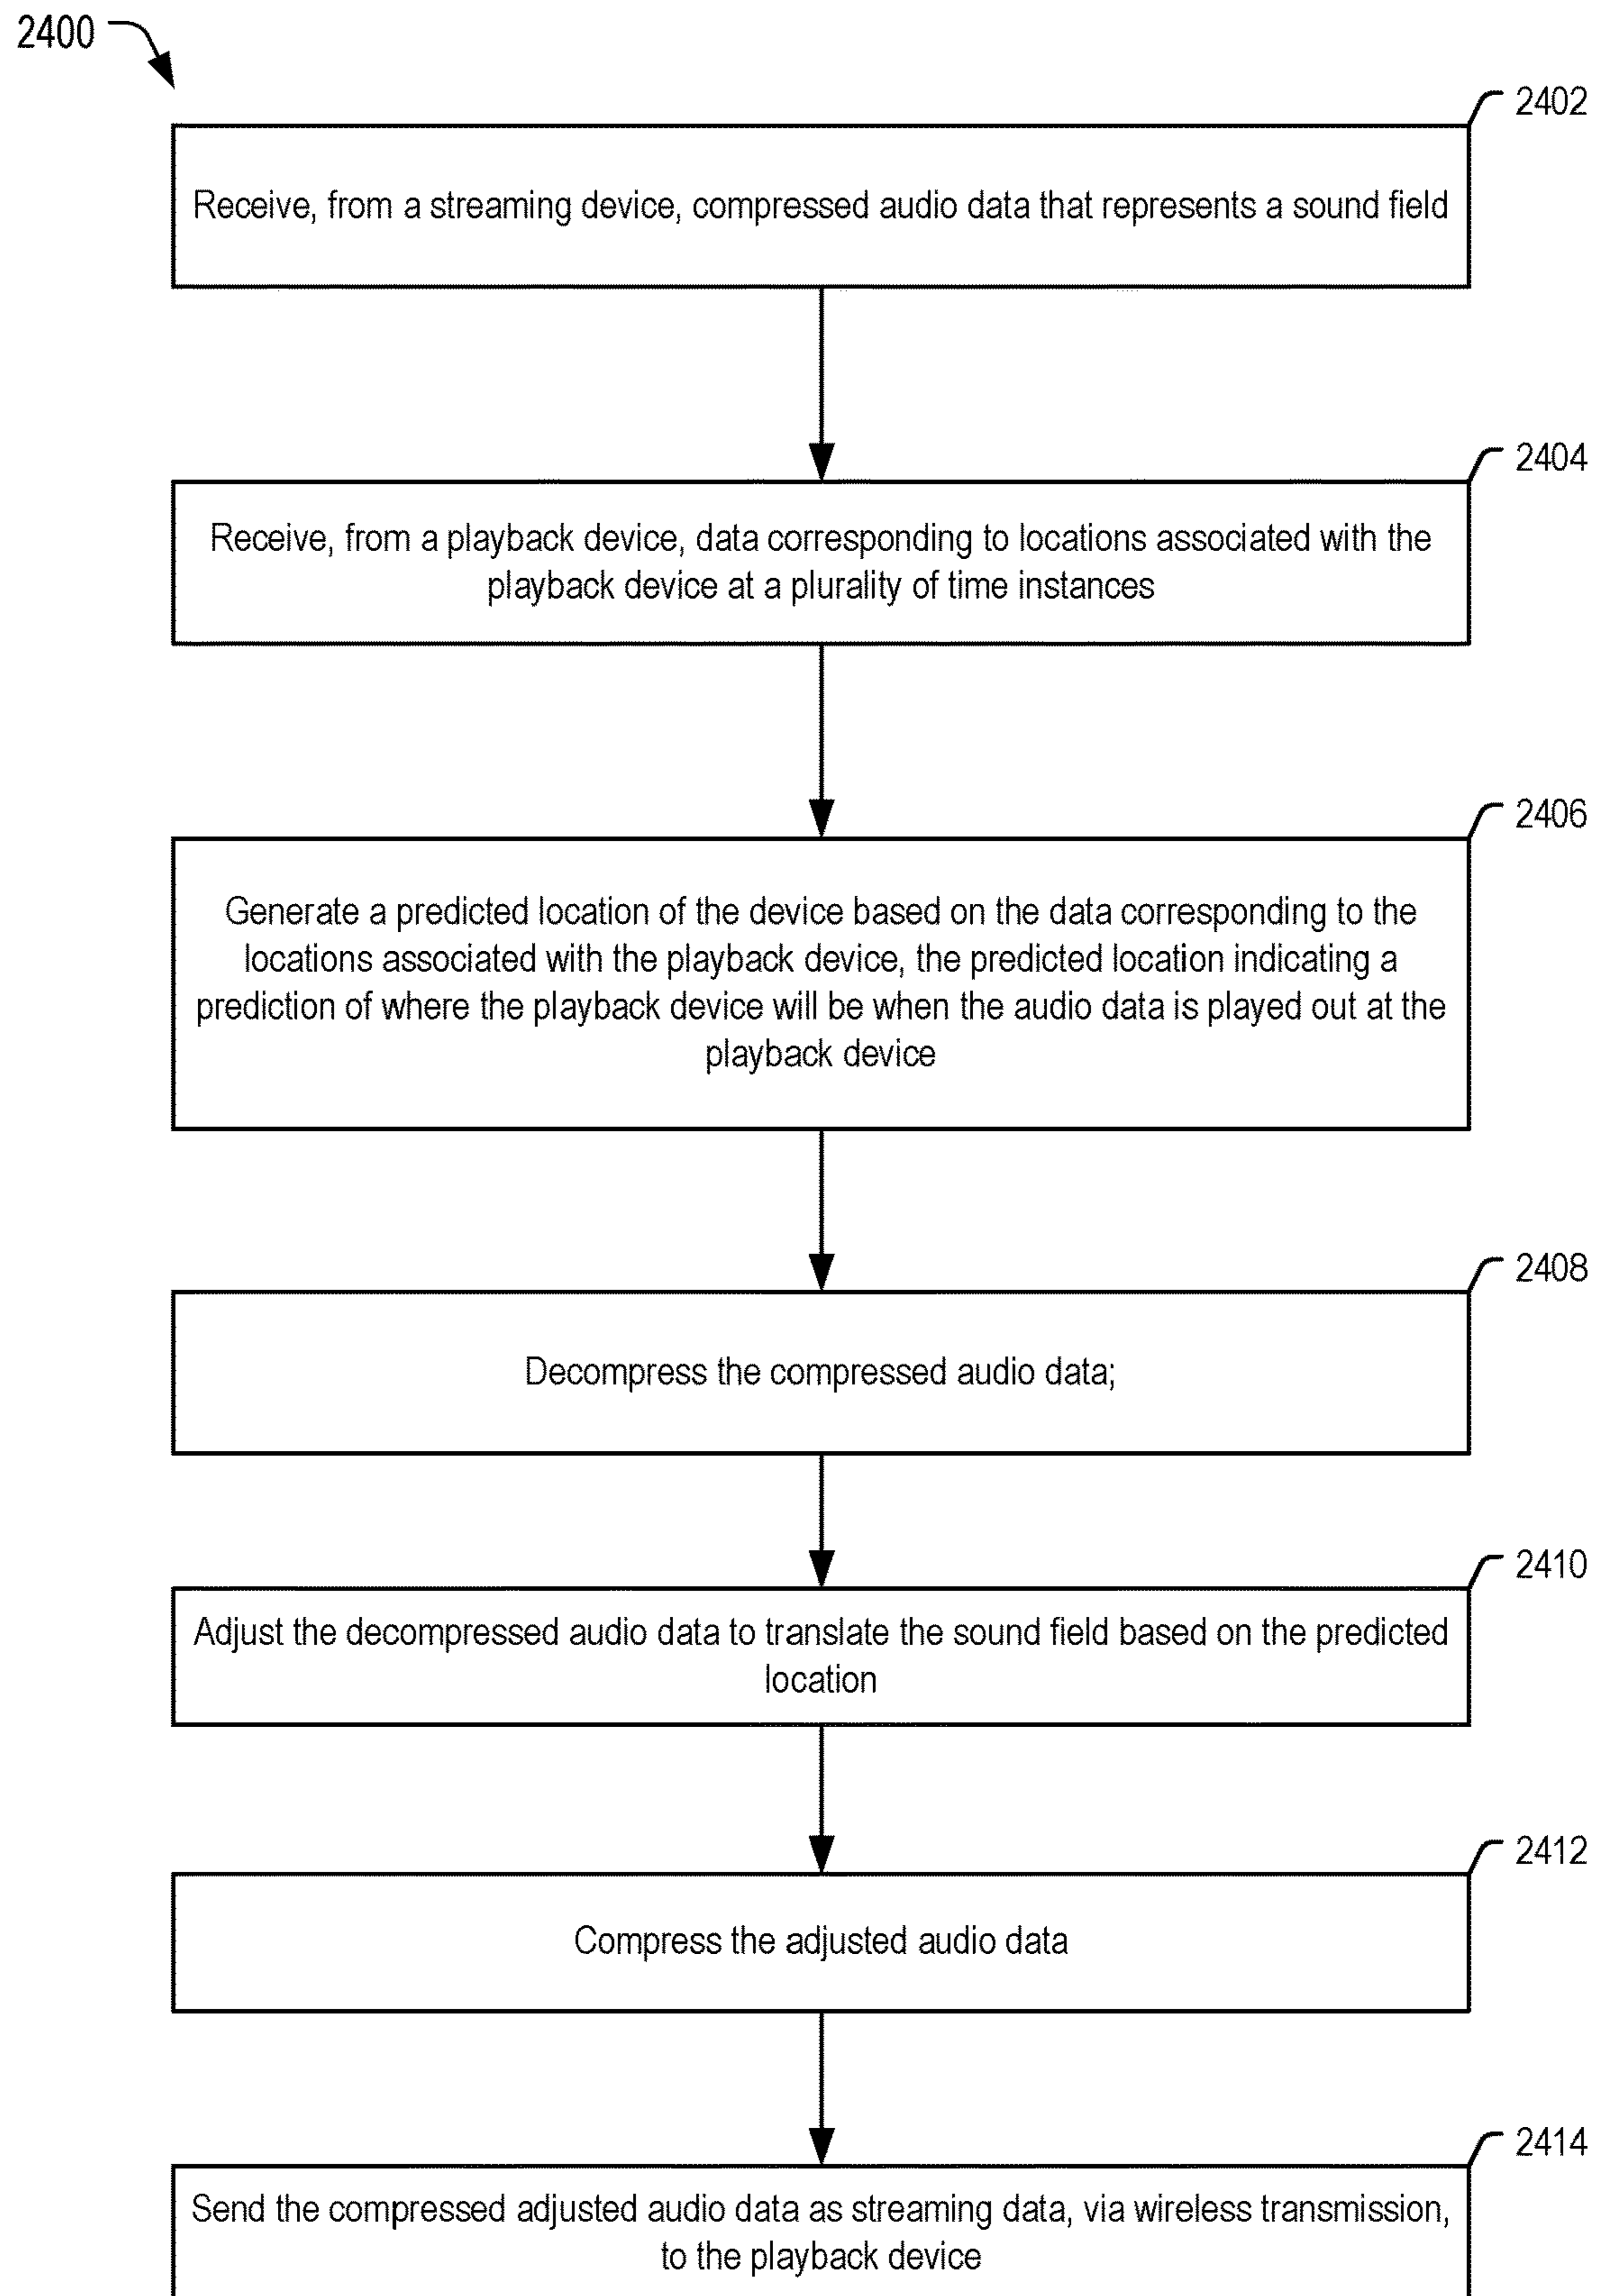 2400
2402
Receive, from a streaming device, compressed audio data that represents a sound field
2404
Receive, from a playback device, data corresponding to locations associated with the
playback device at a plurality of time instances
2406
Generate a predicted location of the device based on the data corresponding to the
locations associated with the playback device, the predicted location indicating a
prediction of where the playback device will be when the audio data is played out at the
playback device
2408
Decompress the compressed audio data;
2410
Adjust the decompressed audio data to translate the sound field based on the predicted
location
2412
Compress the adjusted audio data
2414
Send the compressed adjusted audio data as streaming data, via wireless transmission,
to the playback device